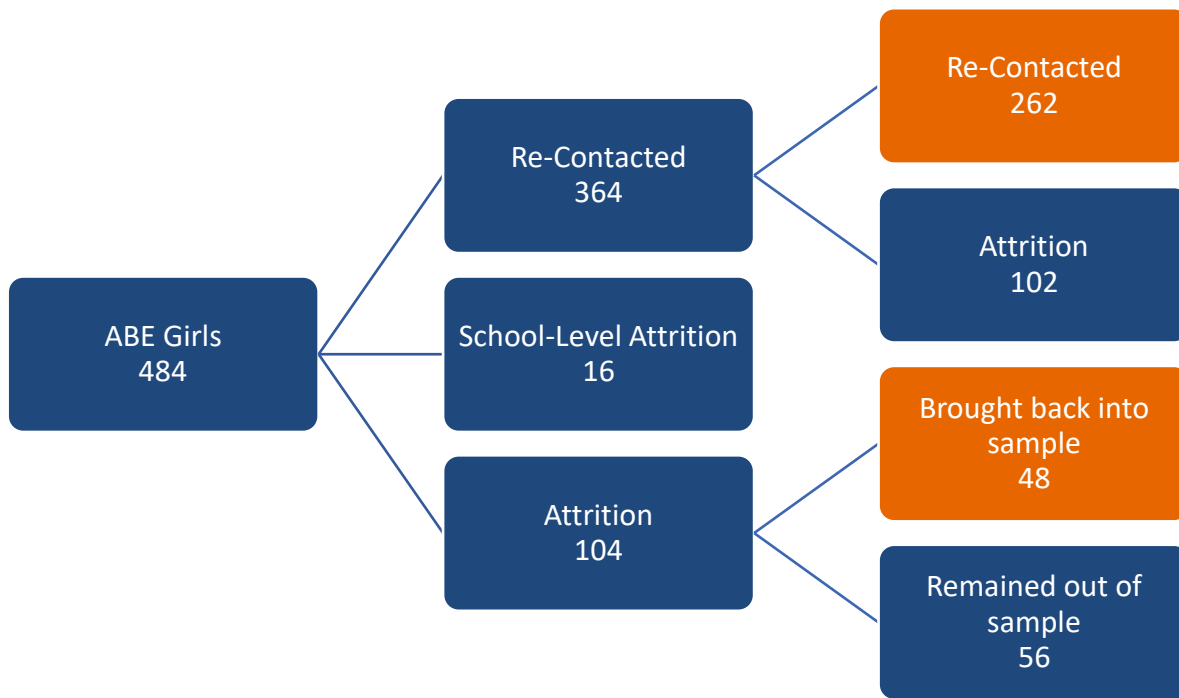 ABE Girls
484
Re-Contacted
364
School-Level Attrition
16
Attrition
104
Re-Contacted
262
Attrition
102
Brought back into
sample
48
Remained out of
sample
56